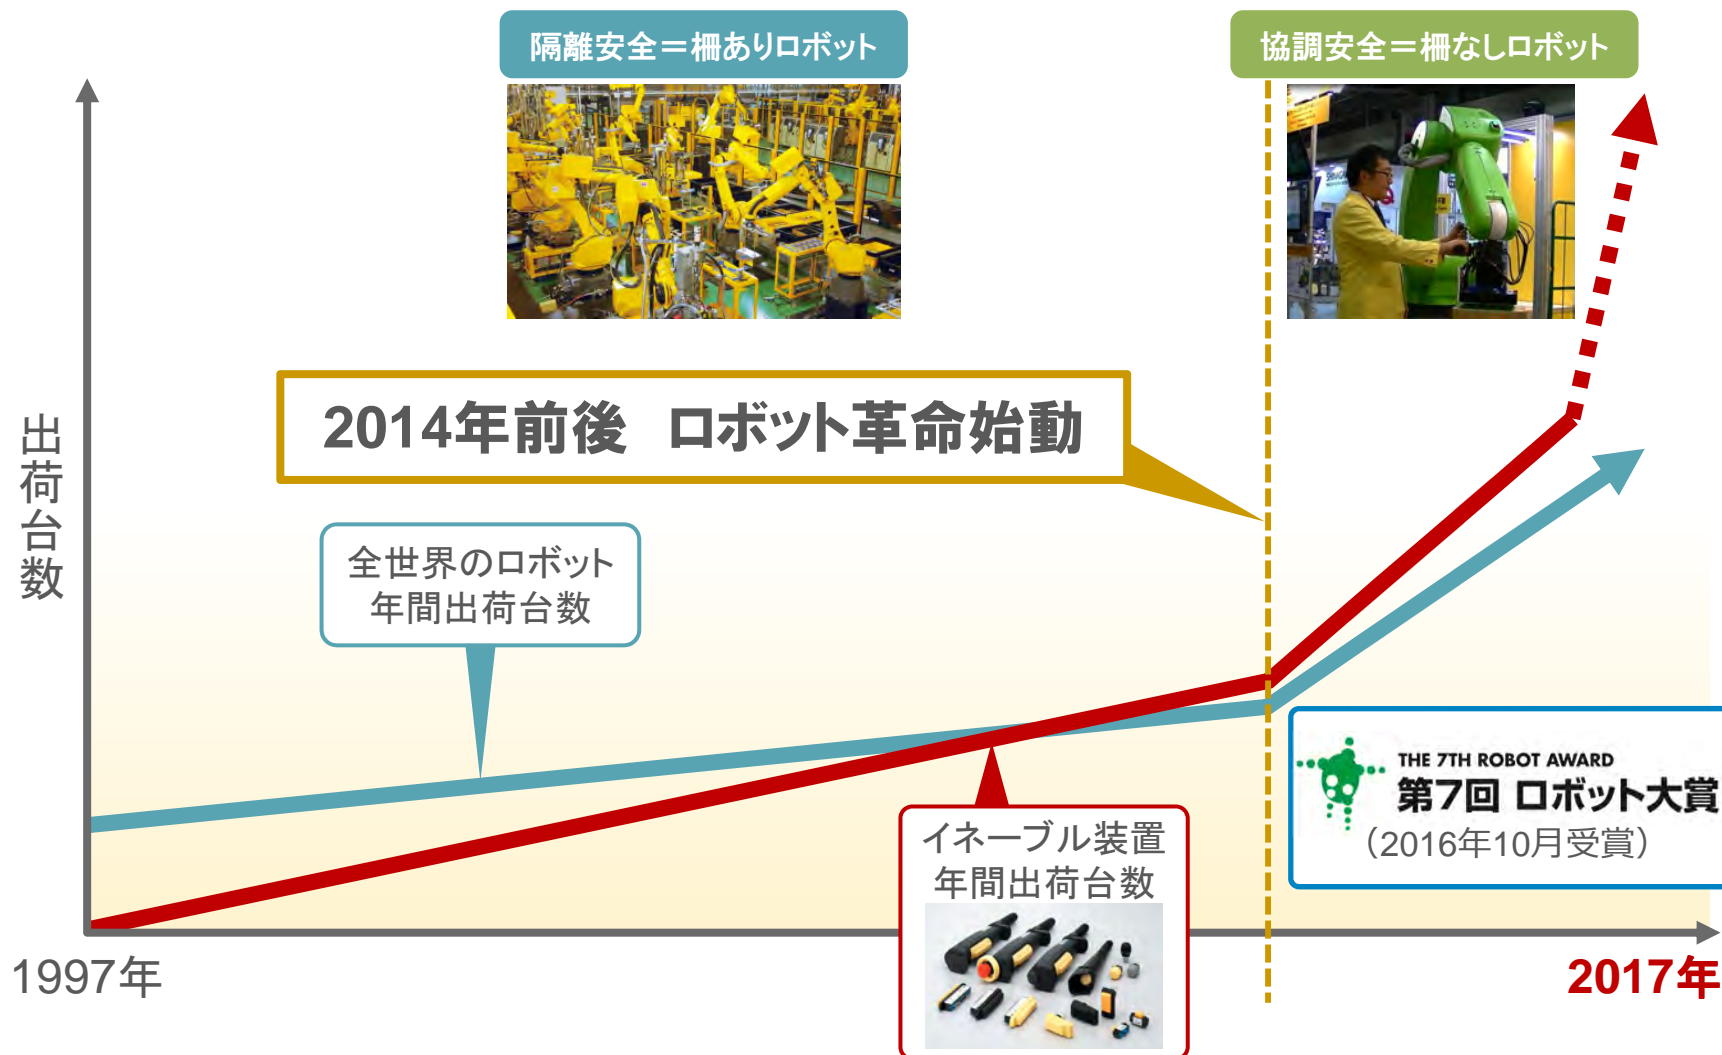 隔離安全＝柵ありロボット
協調安全＝柵なしロボット
2014年前後　ロボット革命始動
出荷台数
全世界のロボット
年間出荷台数
THE 7TH ROBOT AWARD
第7回 ロボット大賞
（2016年10月受賞）
イネーブル装置
年間出荷台数
1997年
2017年